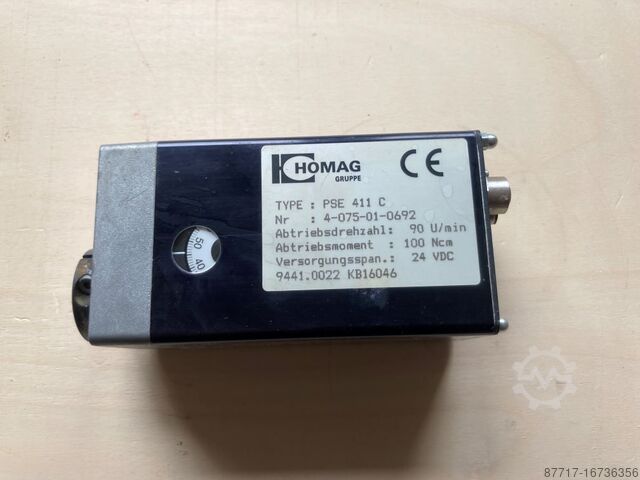 HOMAG
GRUPPE
CE
TYPE : PSE 411 C
Nr : 4-075-01-0692
Abtriebsdrehzahl: 90 U/min
Abtriebsmoment : 100 Ncm
Versorgungsspan.: 24 VDC
9441.0022 KB16046
50 40
87717-16736356